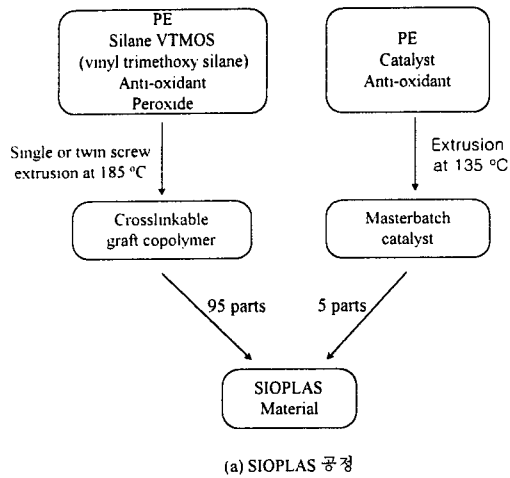 PE
Silane VTMOS
(vinyl trimethoxy silane)
Anti-oxidant
Peroxide
PE
Catalyst
Anti-oxidant
Single or twin screw
extrusion at 185 ℃
Extrusion
at 135 ℃
Crosslinkable
graft copolymer
Masterbatch
catalyst
95 parts
5 parts
SIOPLAS
Material
(a) SIOPLAS 공정